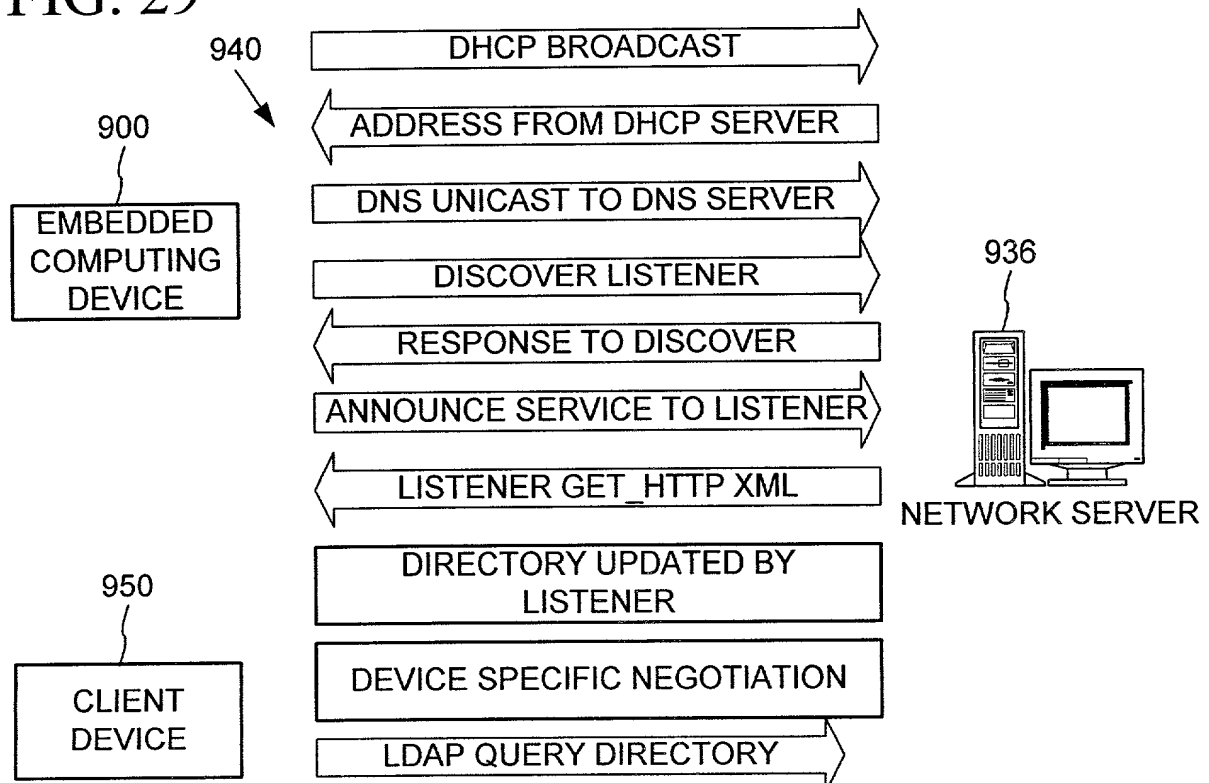 FIG. 29
940
DHCP BROADCAST
ADDRESS FROM DHCP SERVER
900
EMBEDDED
COMPUTING
DEVICE
DNS UNICAST TO DNS SERVER
DISCOVER LISTENER
936
RESPONSE TO DISCOVER
ANNOUNCE SERVICE TO LISTENER
LISTENER GET_HTTP XML
NETWORK SERVER
DIRECTORY UPDATED BY
LISTENER
950
CLIENT
DEVICE
DEVICE SPECIFIC NEGOTIATION
LDAP QUERY DIRECTORY